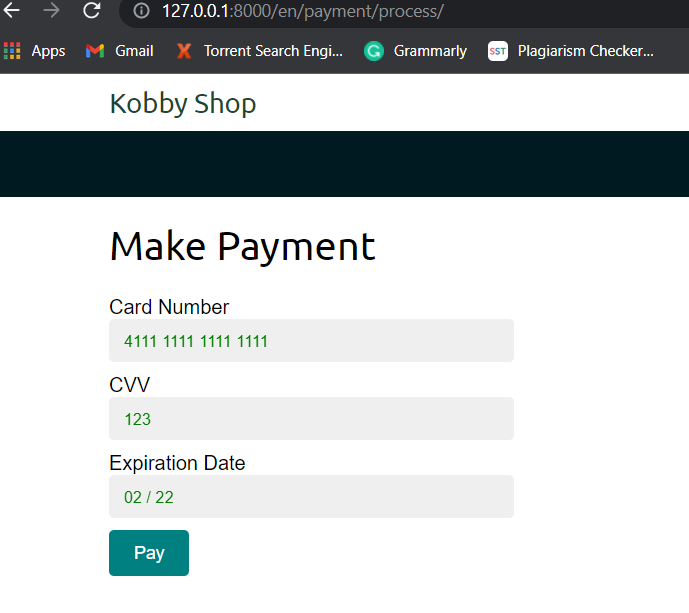 127.0.0.1:8000/en/payment/process/
Apps Gmail Torrent Search Engi... Grammarly SST Plagiarism Checker...
Kobby Shop
Make Payment
Card Number
4111 1111 1111 1111
CVV
123
Expiration Date
02 / 22
Pay